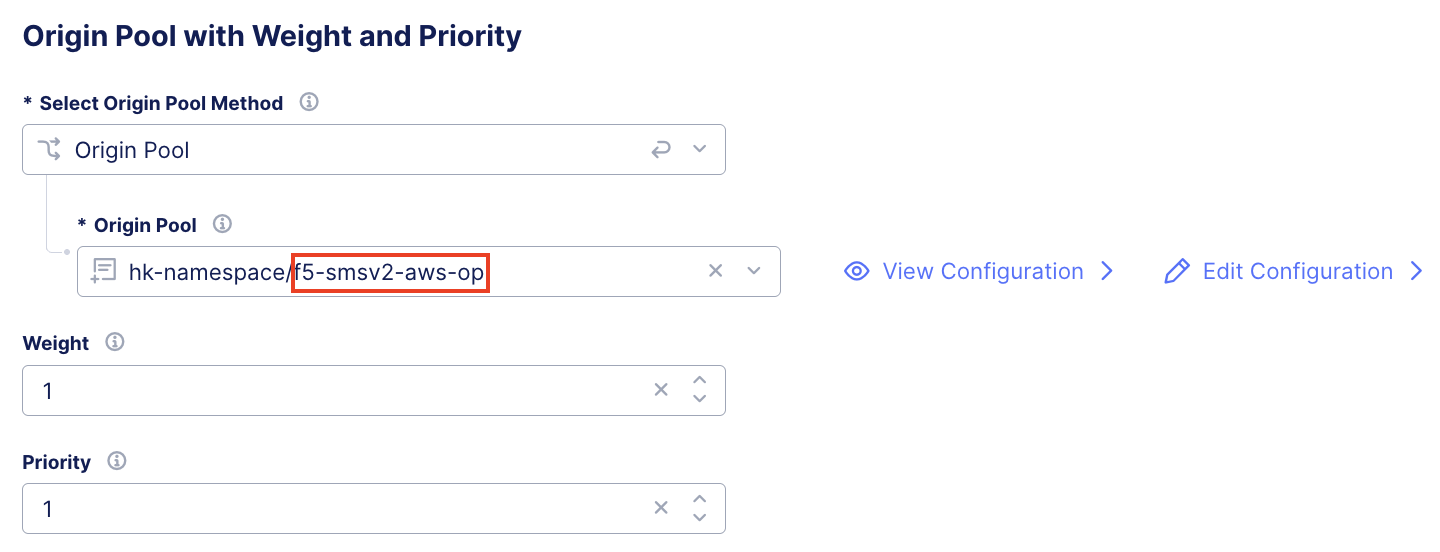 Origin Pool with Weight and Priority
* Select Origin Pool Method
Origin Pool
* Origin Pool
hk-namespace/f5-smsv2-aws-op
View Configuration
Edit Configuration
Weight
1
Priority
1